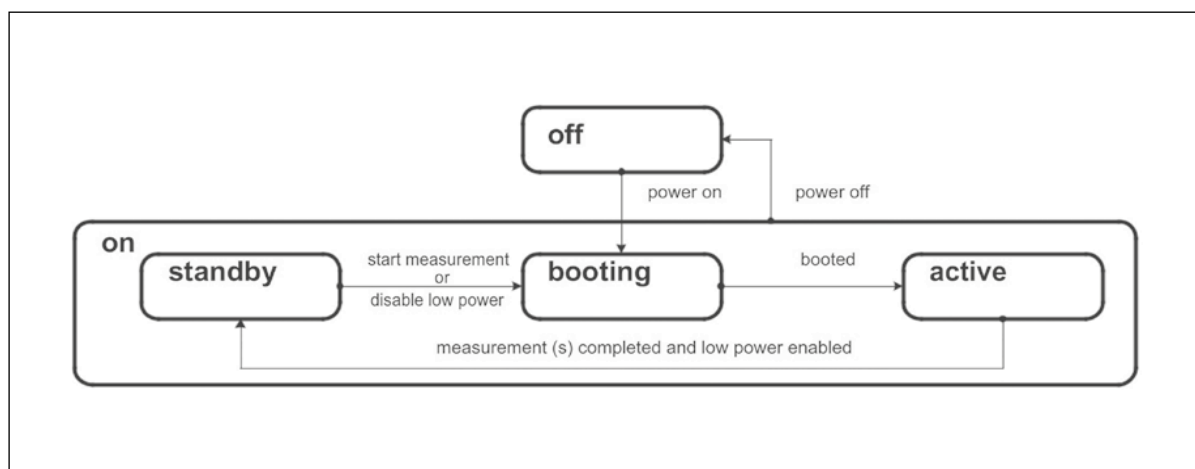 off
power on
power off
on
standby
start measurement
or
disable low power
booting
booted
active
measurement (s) completed and low power enabled